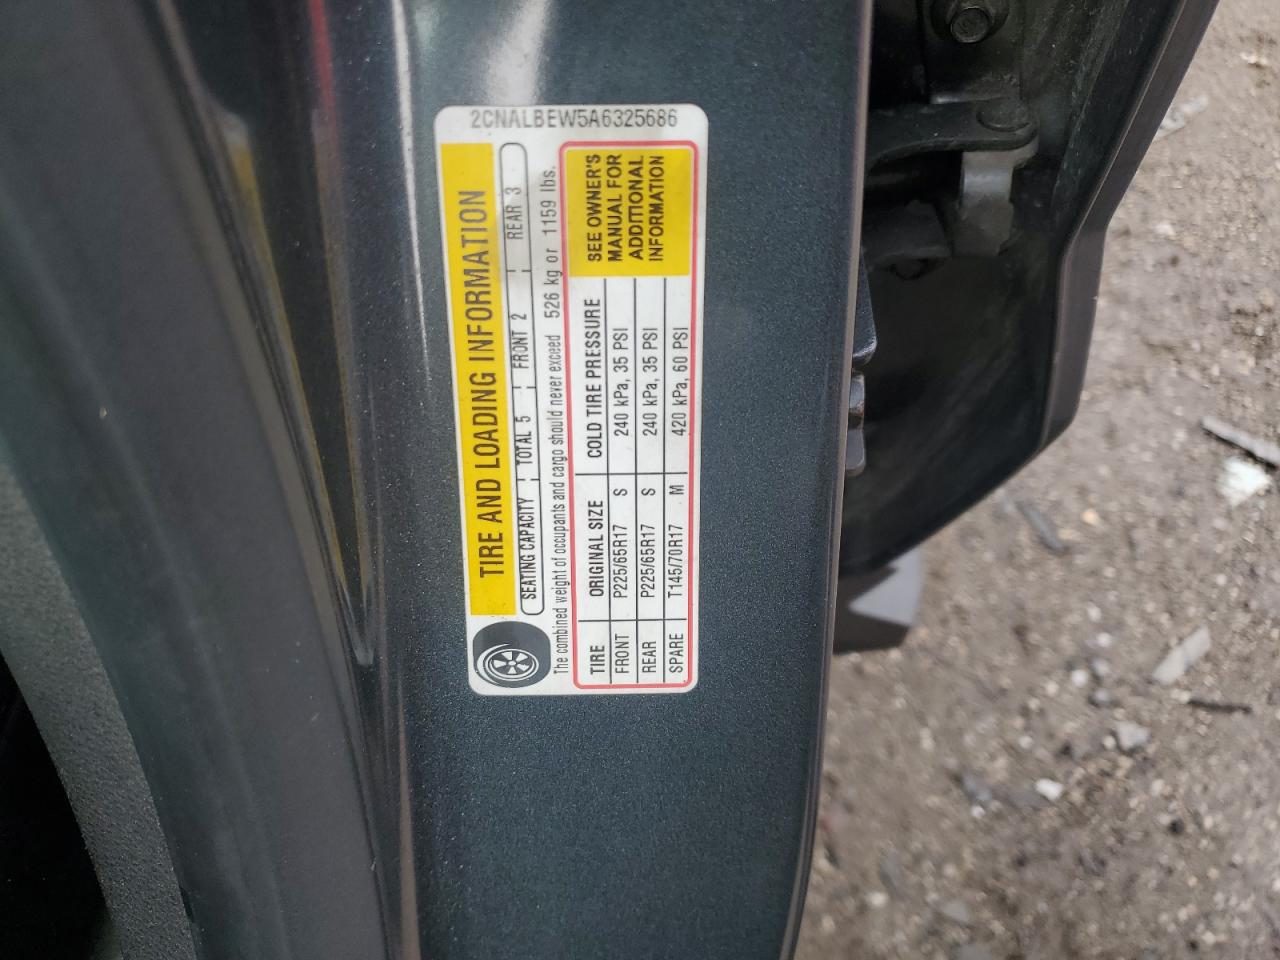 2CNALBEW5A6325686
TIRE AND LOADING INFORMATION
SEATING CAPACITY TOTAL 5 FRONT 2 REAR 3
The combined weight of occupants and cargo should never exceed 526 kg or 1159 lbs.
TIRE ORIGINAL SIZE COLD TIRE PRESSURE
FRONT P225/65R17 S 240 kPa, 35 PSI
REAR P225/65R17 S 240 kPa, 35 PSI
SPARE T145/70R17 M 420 kPa, 60 PSI
SEE OWNER'S
MANUAL FOR
ADDITIONAL
INFORMATION